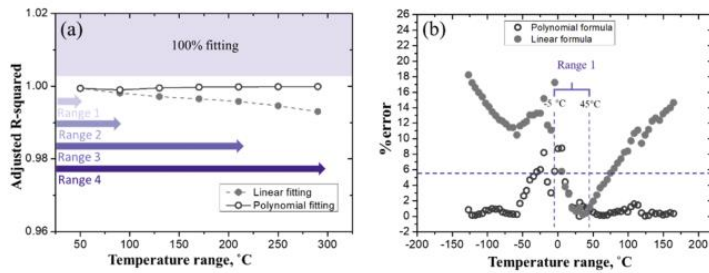 1.02
1.00
0.98
0.96
Adjusted R-squared
(a)
100% fitting
Range 1
Range 2
Range 3
Range 4
Linear fitting
Polynomial fitting
0 50 100 150 200 250 300
Temperature range, °C
26
24
22
20
18
16
14
12
10
8
6
4
2
0
%error
(b)
Polynomial formula
Linear formula
Range 1
-5 °C
45°C
-200 -150 -100 -50 0 50 100 150 200
Temperature range, °C